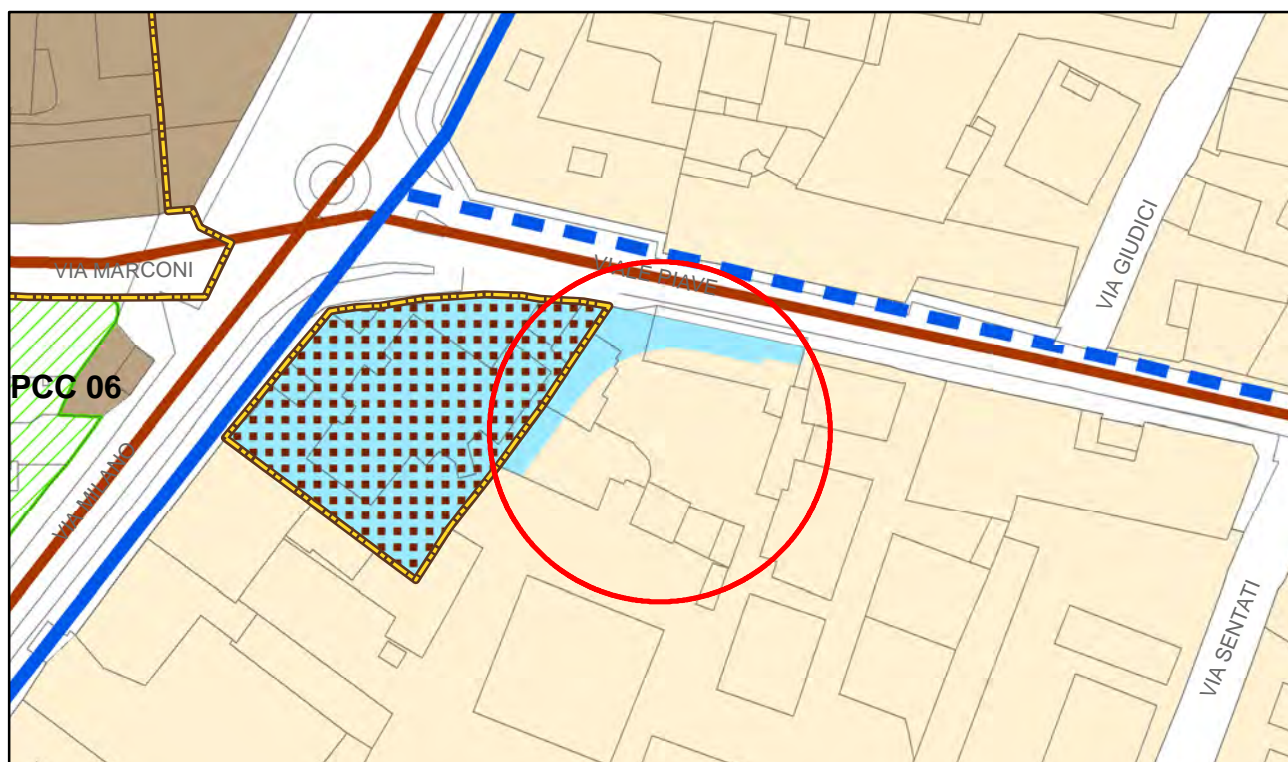 VIA MARCONI
VIALE PIAVE
VIA GIUDICI
PCC 06
VIA MILANO
VIA SENTATI